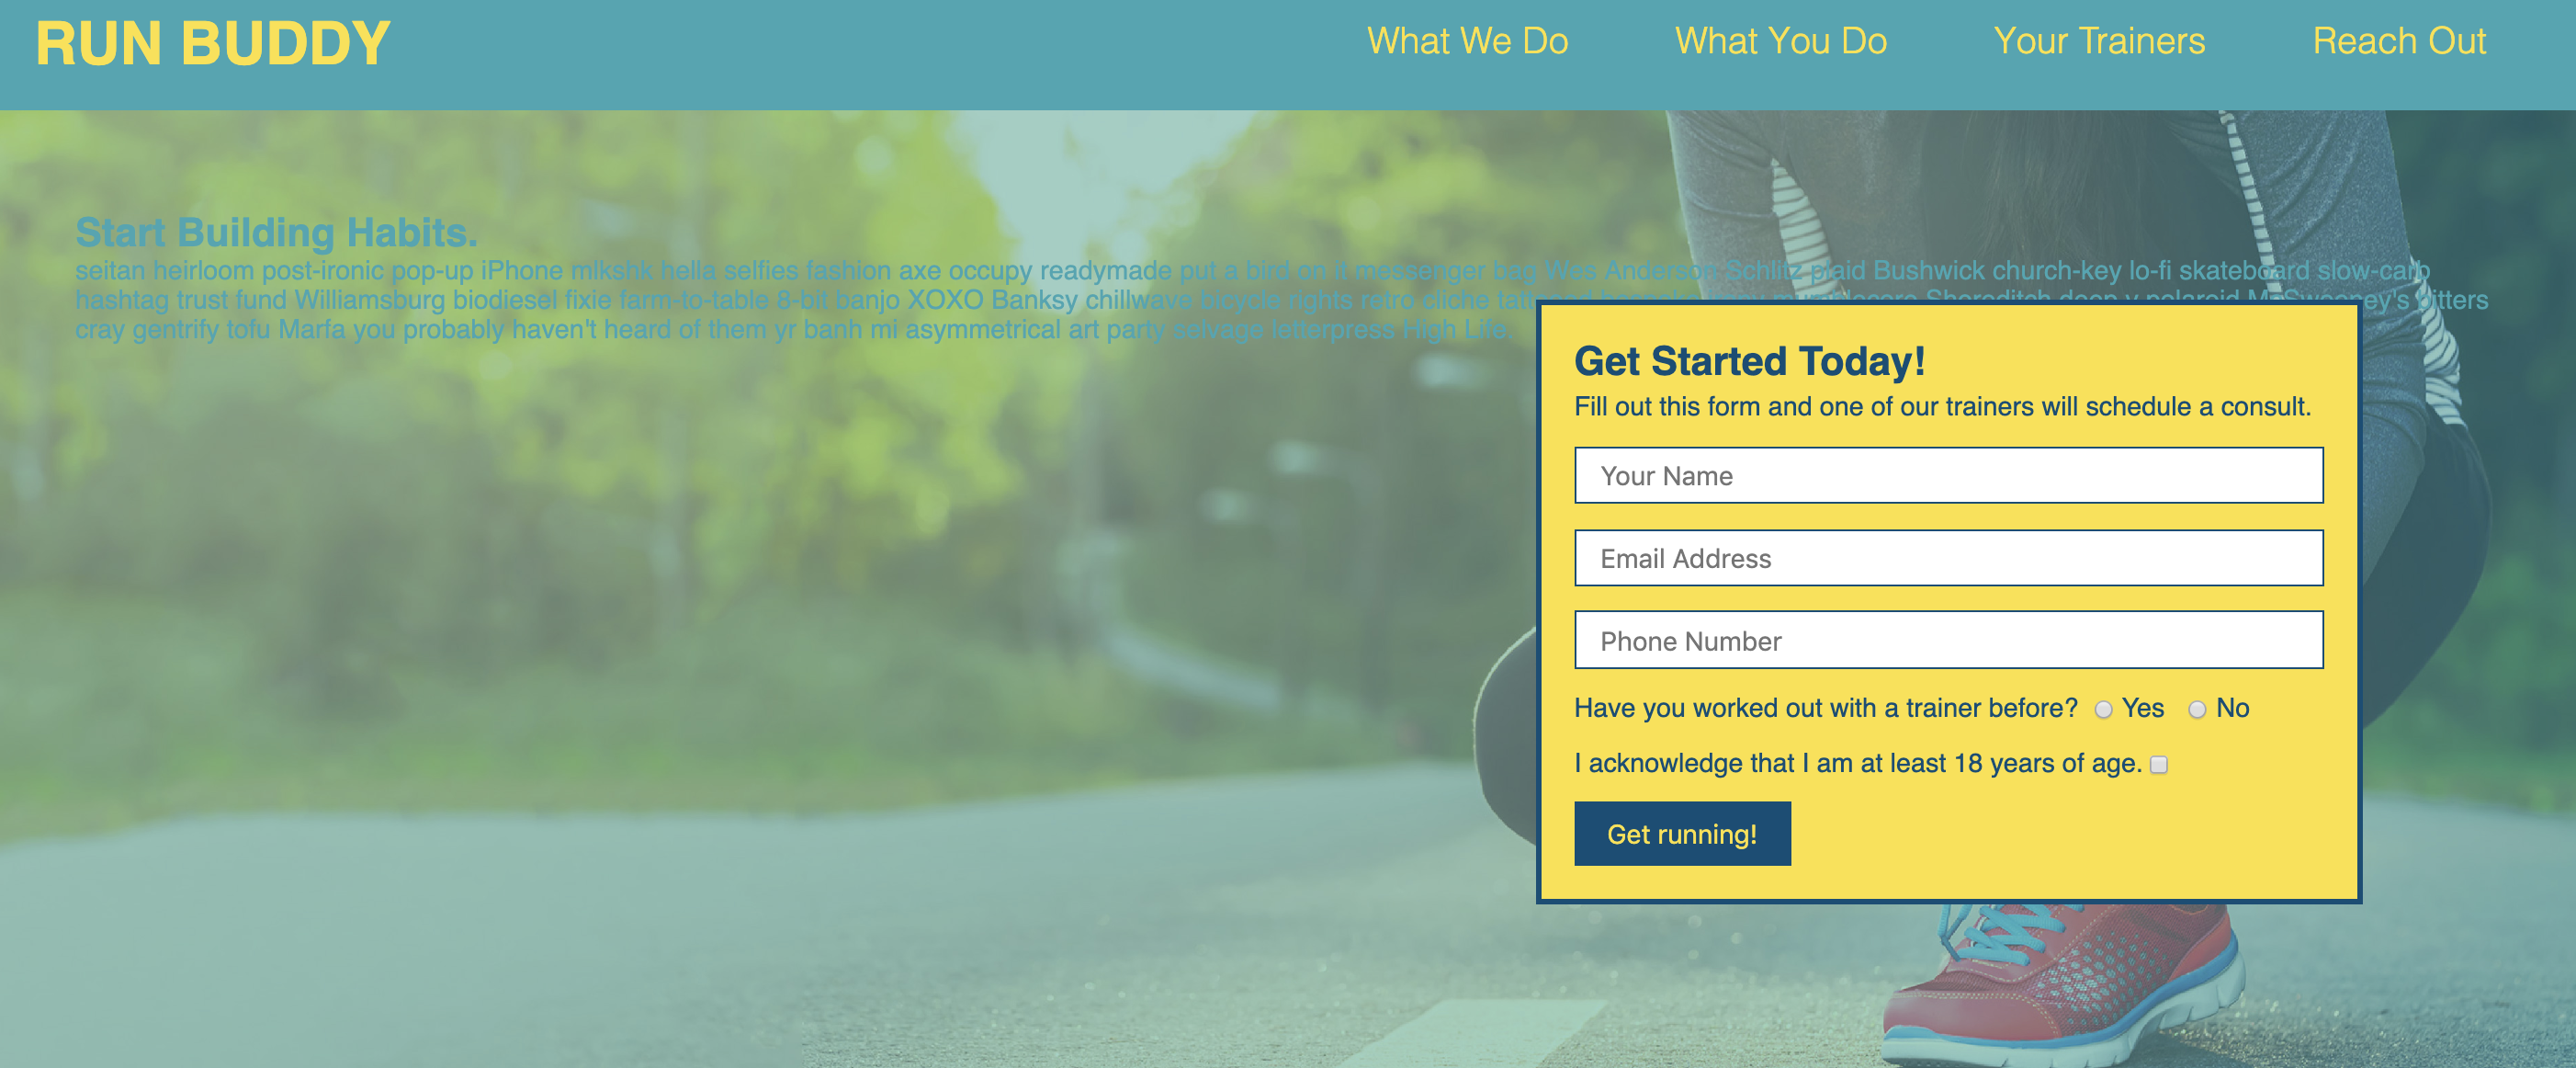 RUN BUDDY
What We Do
What You Do
Your Trainers
Reach Out
Start Building Habits.
seitan heirloom post-ironic pop-up iPhone mlkshk hella selfies fashion axe occupy readymade put a bird on it messenger bag Wes Anderson Schlitz plaid Bushwick church-key lo-fi skateboard slow-carb
hashtag trust fund Williamsburg biodiesel fixie farm-to-table 8-bit banjo XOXO Banksy chillwave bicycle rights retro cliche McSweeney's bitters
cray gentrify tofu Marfa you probably haven't heard of them yr banh mi asymmetrical art party selvage letterpress High Life.
Get Started Today!
Fill out this form and one of our trainers will schedule a consult.
Your Name
Email Address
Phone Number
Have you worked out with a trainer before? Yes No
I acknowledge that I am at least 18 years of age.
Get running!